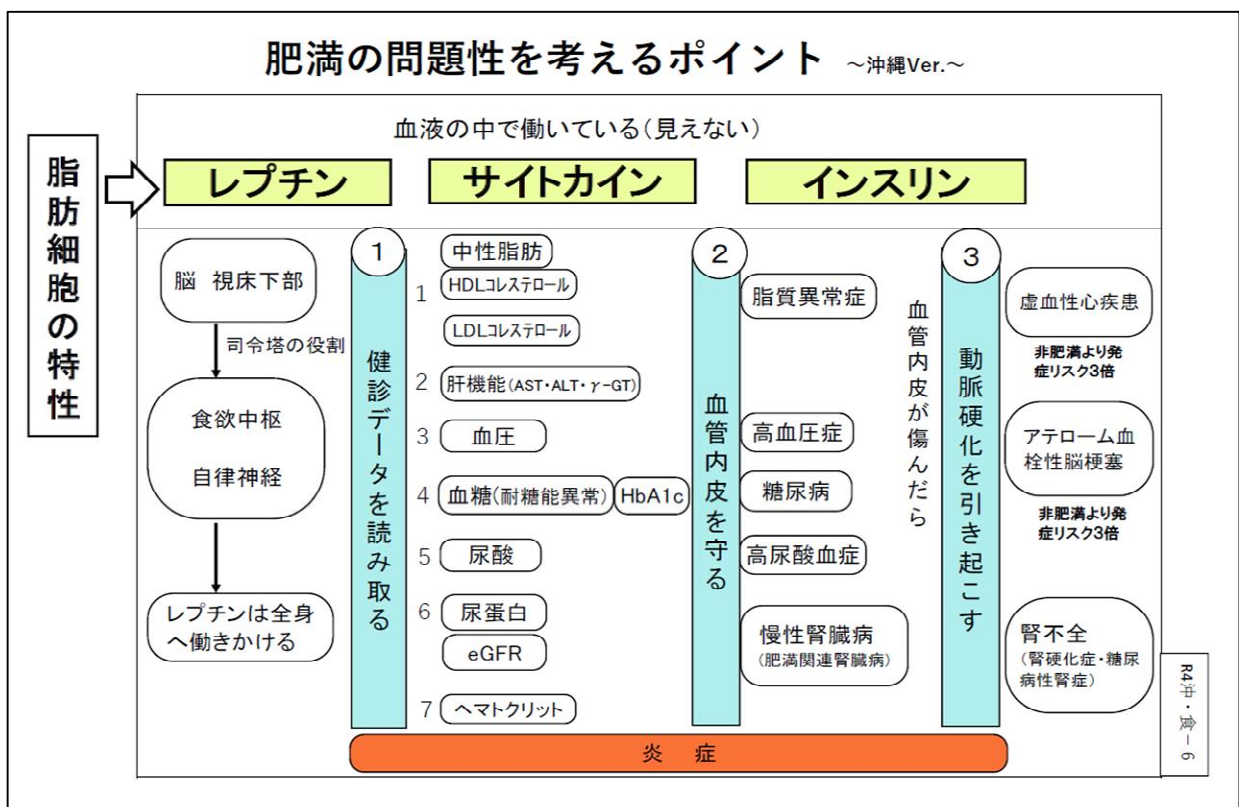 肥満の問題性を考えるポイント ～沖縄Ver.～
脂肪細胞の特性
血液の中で働いている(見えない)
レプチン
サイトカイン
インスリン
脳 視床下部
司令塔の役割
食欲中枢
自律神経
レプチンは全身
へ働きかける
1
健診データを読み取る
1
中性脂肪
HDLコレステロール
LDLコレステロール
2
肝機能(AST・ALT・γ-GT)
3
血圧
4
血糖(耐糖能異常)
HbA1c
5
尿酸
6
尿蛋白
eGFR
7
ヘマトクリット
2
血管内皮を守る
脂質異常症
高血圧症
糖尿病
高尿酸血症
慢性腎臓病
(肥満関連腎臓病)
血管内皮が傷んだら
3
動脈硬化を引き起こす
虚血性心疾患
非肥満より発
症リスク3倍
アテローム血
栓性脳梗塞
非肥満より発
症リスク3倍
腎不全
(腎硬化症・糖尿
病性腎症)
炎 症
R4沖・食－6